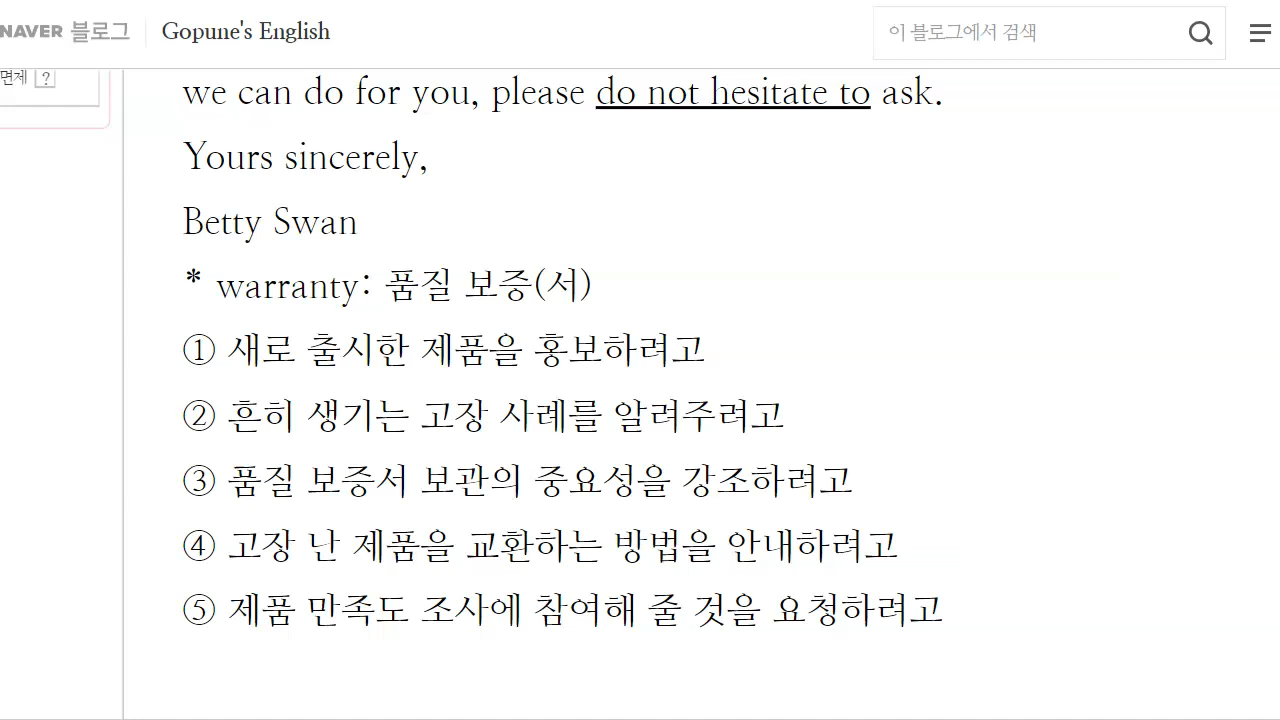 NAVER 블로그 Gopune's English 이 블로그에서 검색
면제 ?
we can do for you, please do not hesitate to ask.
Yours sincerely,
Betty Swan
* warranty: 품질 보증(서)
① 새로 출시한 제품을 홍보하려고
② 흔히 생기는 고장 사례를 알려주려고
③ 품질 보증서 보관의 중요성을 강조하려고
④ 고장 난 제품을 교환하는 방법을 안내하려고
⑤ 제품 만족도 조사에 참여해 줄 것을 요청하려고